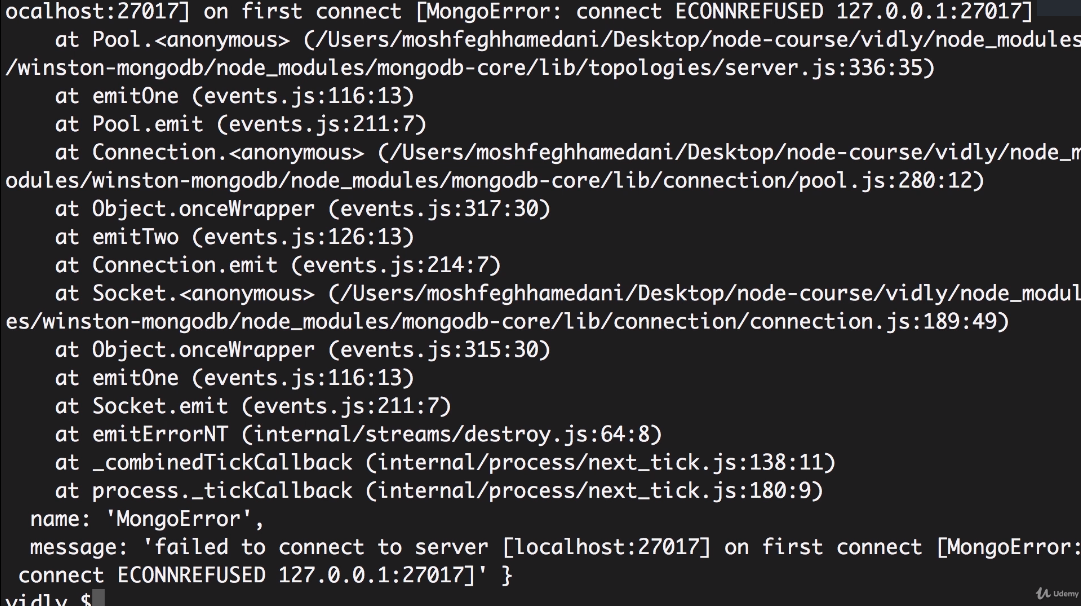 ocalhost:27017] on first connect [MongoError: connect ECONNREFUSED 127.0.0.1:27017]
    at Pool.<anonymous> (/Users/moshfeghhamedani/Desktop/node-course/vidly/node_modules
/winston-mongodb/node_modules/mongodb-core/lib/topologies/server.js:336:35)
    at emitOne (events.js:116:13)
    at Pool.emit (events.js:211:7)
    at Connection.<anonymous> (/Users/moshfeghhamedani/Desktop/node-course/vidly/node_m
odules/winston-mongodb/node_modules/mongodb-core/lib/connection/pool.js:280:12)
    at Object.onceWrapper (events.js:317:30)
    at emitTwo (events.js:126:13)
    at Connection.emit (events.js:214:7)
    at Socket.<anonymous> (/Users/moshfeghhamedani/Desktop/node-course/vidly/node_modul
es/winston-mongodb/node_modules/mongodb-core/lib/connection/connection.js:189:49)
    at Object.onceWrapper (events.js:315:30)
    at emitOne (events.js:116:13)
    at Socket.emit (events.js:211:7)
    at emitErrorNT (internal/streams/destroy.js:64:8)
    at _combinedTickCallback (internal/process/next_tick.js:138:11)
    at process._tickCallback (internal/process/next_tick.js:180:9)
  name: 'MongoError',
  message: 'failed to connect to server [localhost:27017] on first connect [MongoError:
 connect ECONNREFUSED 127.0.0.1:27017]' }
vidly $
Udemy